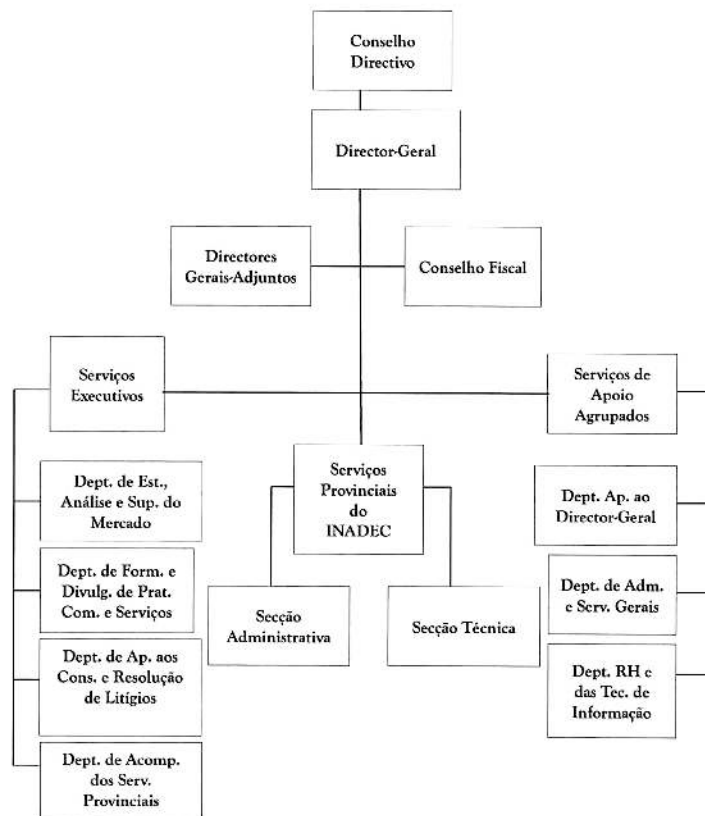 Conselho
Directivo
Director-Geral
Directores
Gerais-Adjuntos
Conselho Fiscal
Serviços
Executivos
Serviços de
Apoio
Agrupados
Serviços
Provinciais
do
INADEC
Dept. de Est.,
Análise e Sup. do
Mercado
Dept. Ap. ao
Director-Geral
Dept. de Form. e
Divulg. de Prat.
Com. e Serviços
Secção
Administrativa
Secção Técnica
Dept. de Adm.
e Serv. Gerais
Dept. de Ap. aos
Cons. e Resolução
de Litígios
Dept. RH e
das Tec. de
Informação
Dept. de Acomp.
dos Serv.
Provinciais